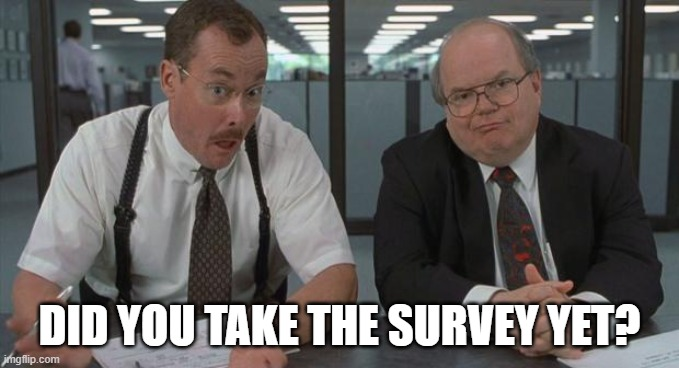 DID YOU TAKE THE SURVEY YET?
imgflip.com